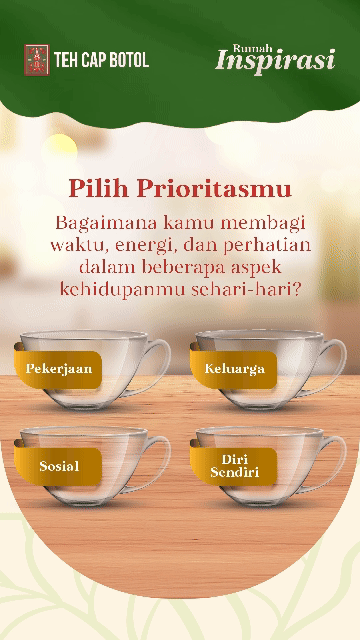 TEH CAP BOTOL
Rumah
Inspirasi
Pilih Prioritasmu
Bagaimana kamu membagi
waktu, energi, dan perhatian
dalam beberapa aspek
kehidupanmu sehari-hari?
Pekerjaan
Keluarga
Sosial
Diri
Sendiri